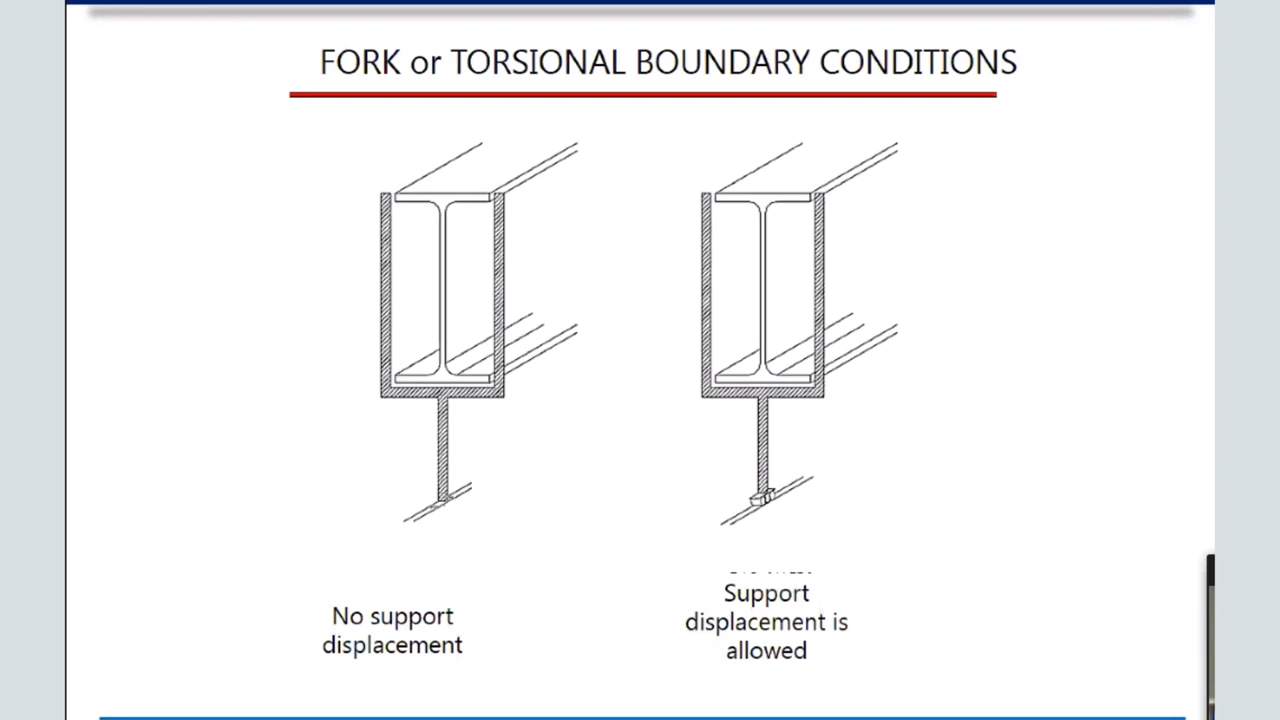 FORK or TORSIONAL BOUNDARY CONDITIONS
No support
displacement
Support
displacement is
allowed